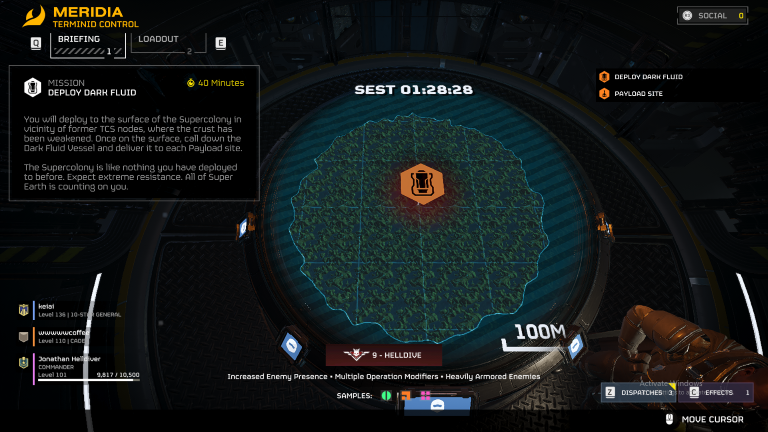 MERIDIA
TERMINID CONTROL
SOCIAL 0
Q
BRIEFING
1
LOADOUT
2
E
MISSION
DEPLOY DARK FLUID
40 Minutes
You will deploy to the surface of the Supercolony in
vicinity of former TCS nodes, where the crust has
been weakened. Once on the surface, call down the
Dark Fluid Vessel and deliver it to each Payload site.
The Supercolony is like nothing you have deployed
to before. Expect extreme resistance. All of Super
Earth is counting on you.
SEST 01:28:28
DEPLOY DARK FLUID
PAYLOAD SITE
kelai
Level 136 | 10-STAR GENERAL
wwwwwcoffee
Level 110 | CADET
Jonathan Helldiver
COMMANDER
Level 101 9,817 / 10,500
100M
9 - HELLDIVE
Increased Enemy Presence • Multiple Operation Modifiers • Heavily Armored Enemies
SAMPLES:
Activate Windows
Z DISPATCHES 3
C EFFECTS 1
MOVE CURSOR